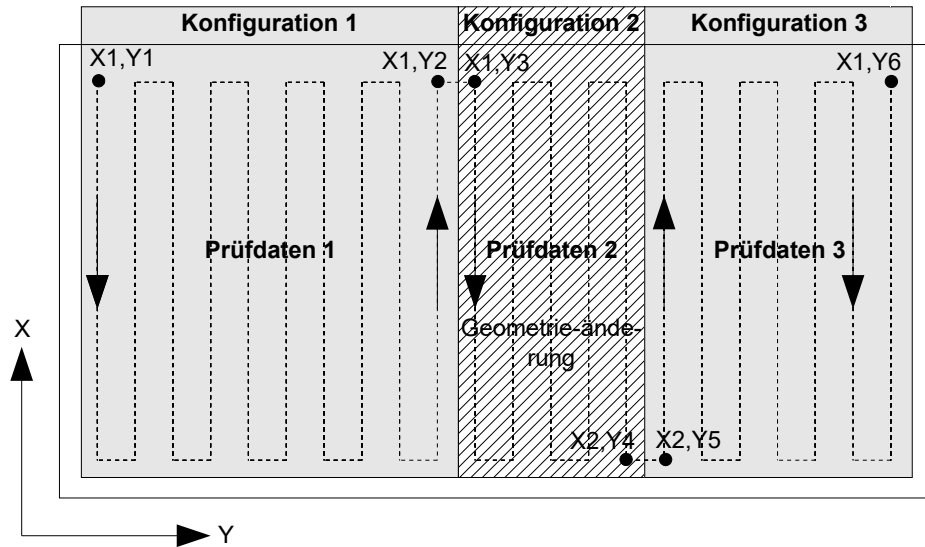 Konfiguration 1
Konfiguration 2
Konfiguration 3
X1,Y1
X1,Y2
X1,Y3
X1,Y6
Prüfdaten 1
Prüfdaten 2
Prüfdaten 3
Geometrie-ände-
rung
X
X2,Y4
X2,Y5
Y